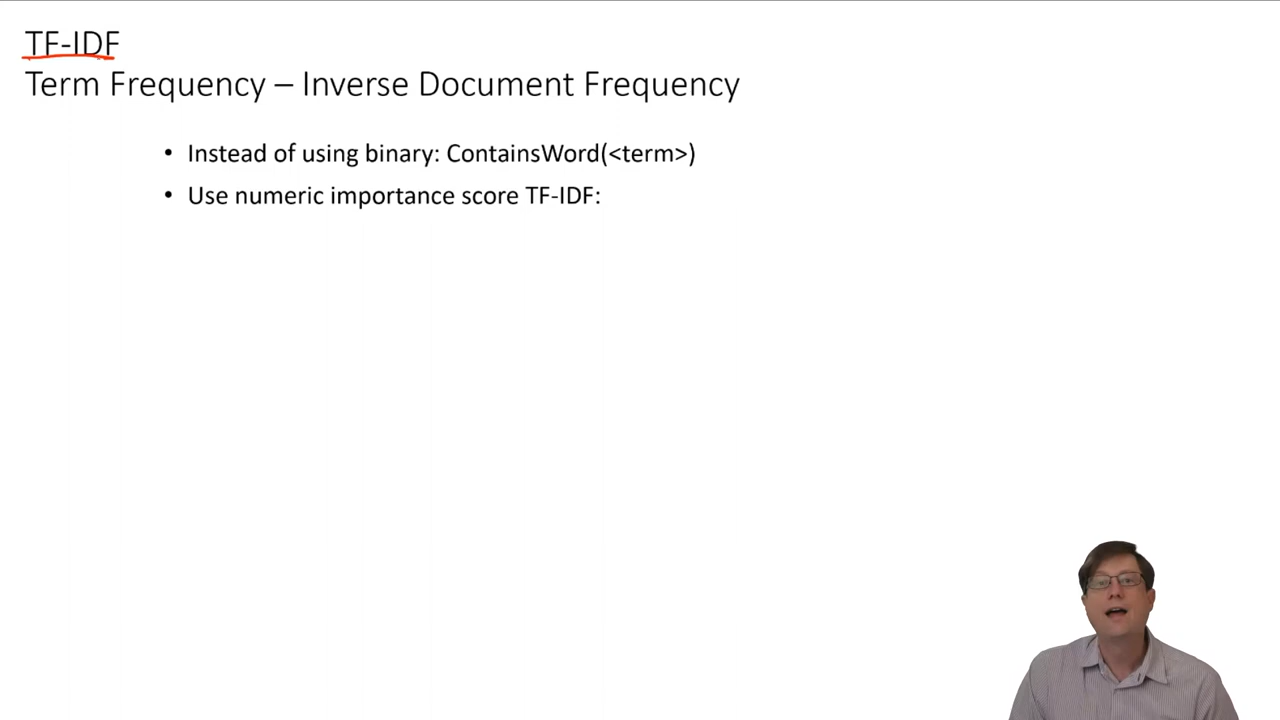 TF-IDF
Term Frequency – Inverse Document Frequency
• Instead of using binary: ContainsWord(<term>)
• Use numeric importance score TF-IDF: